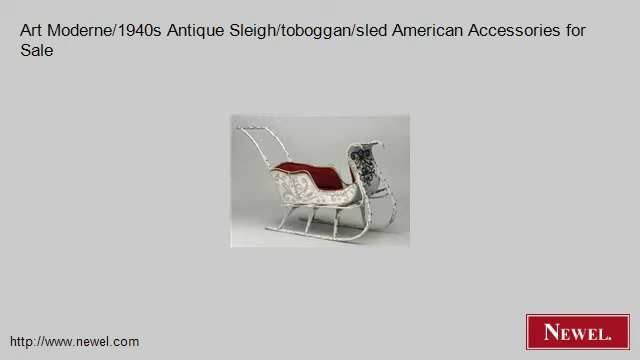 Art Moderne/1940s Antique Sleigh/toboggan/sled American Accessories for
Sale
http://www.newel.com
NEWEL.